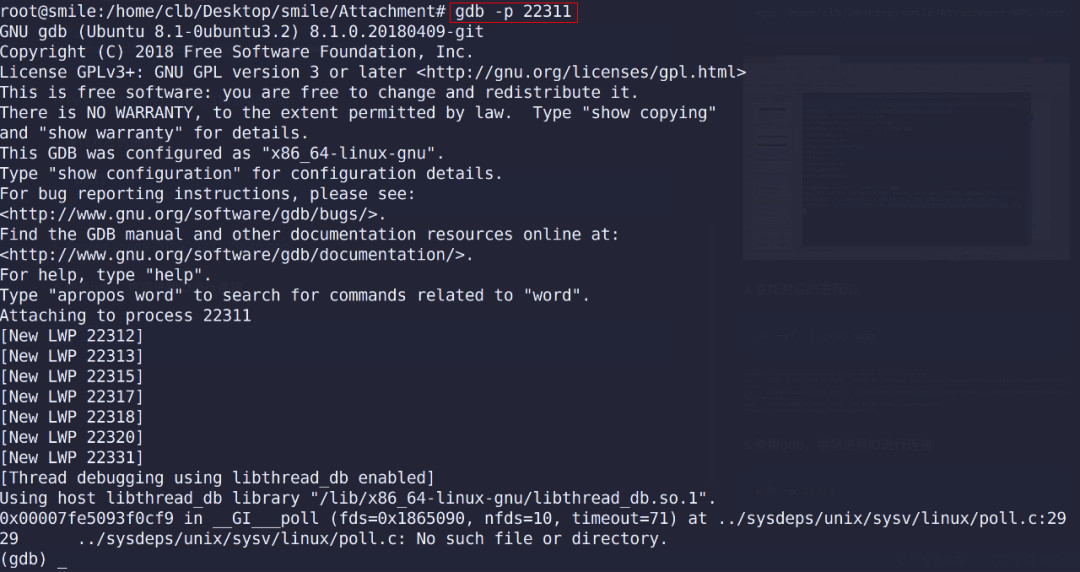 root@smile:/home/clb/Desktop/smile/Attachment# gdb -p 22311
GNU gdb (Ubuntu 8.1-0ubuntu3.2) 8.1.0.20180409-git
Copyright (C) 2018 Free Software Foundation, Inc.
License GPLv3+: GNU GPL version 3 or later <http://gnu.org/licenses/gpl.html>
This is free software: you are free to change and redistribute it.
There is NO WARRANTY, to the extent permitted by law.  Type "show copying"
and "show warranty" for details.
This GDB was configured as "x86_64-linux-gnu".
Type "show configuration" for configuration details.
For bug reporting instructions, please see:
<http://www.gnu.org/software/gdb/bugs/>.
Find the GDB manual and other documentation resources online at:
<http://www.gnu.org/software/gdb/documentation/>.
For help, type "help".
Type "apropos word" to search for commands related to "word".
Attaching to process 22311
[New LWP 22312]
[New LWP 22313]
[New LWP 22315]
[New LWP 22317]
[New LWP 22318]
[New LWP 22320]
[New LWP 22331]
[Thread debugging using libthread_db enabled]
Using host libthread_db library "/lib/x86_64-linux-gnu/libthread_db.so.1".
0x00007fe5093f0cf9 in __GI___poll (fds=0x1865090, nfds=10, timeout=71) at ../sysdeps/unix/sysv/linux/poll.c:29
29      ../sysdeps/unix/sysv/linux/poll.c: No such file or directory.
(gdb) _